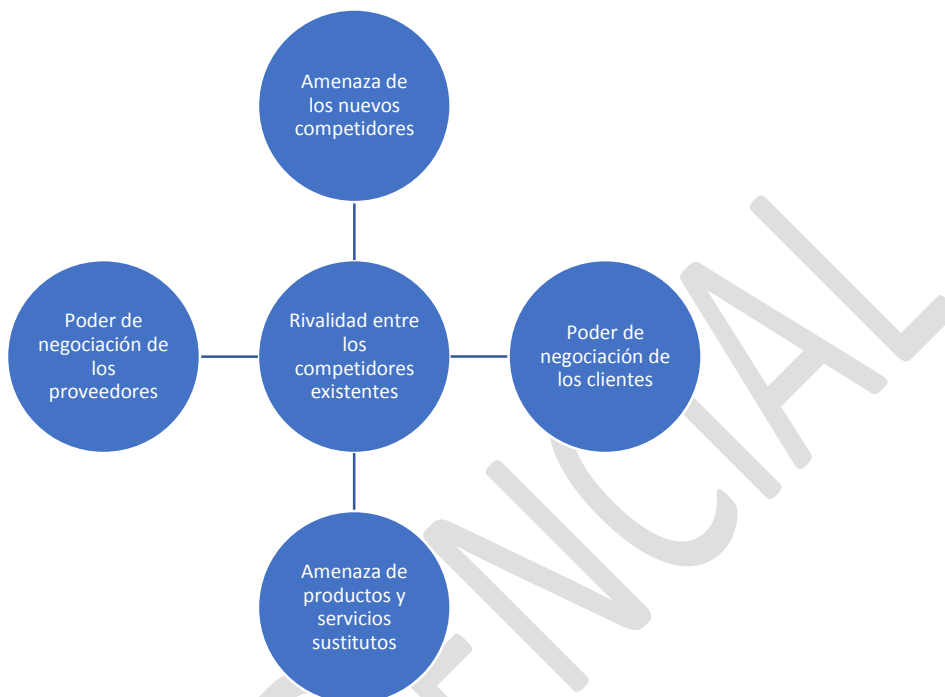 Amenaza de
los nuevos
competidores
Poder de
negociación de
los
proveedores
Rivalidad entre
los
competidores
existentes
Poder de
negociación de
los clientes
Amenaza de
productos y
servicios
sustitutos
ENCIAL